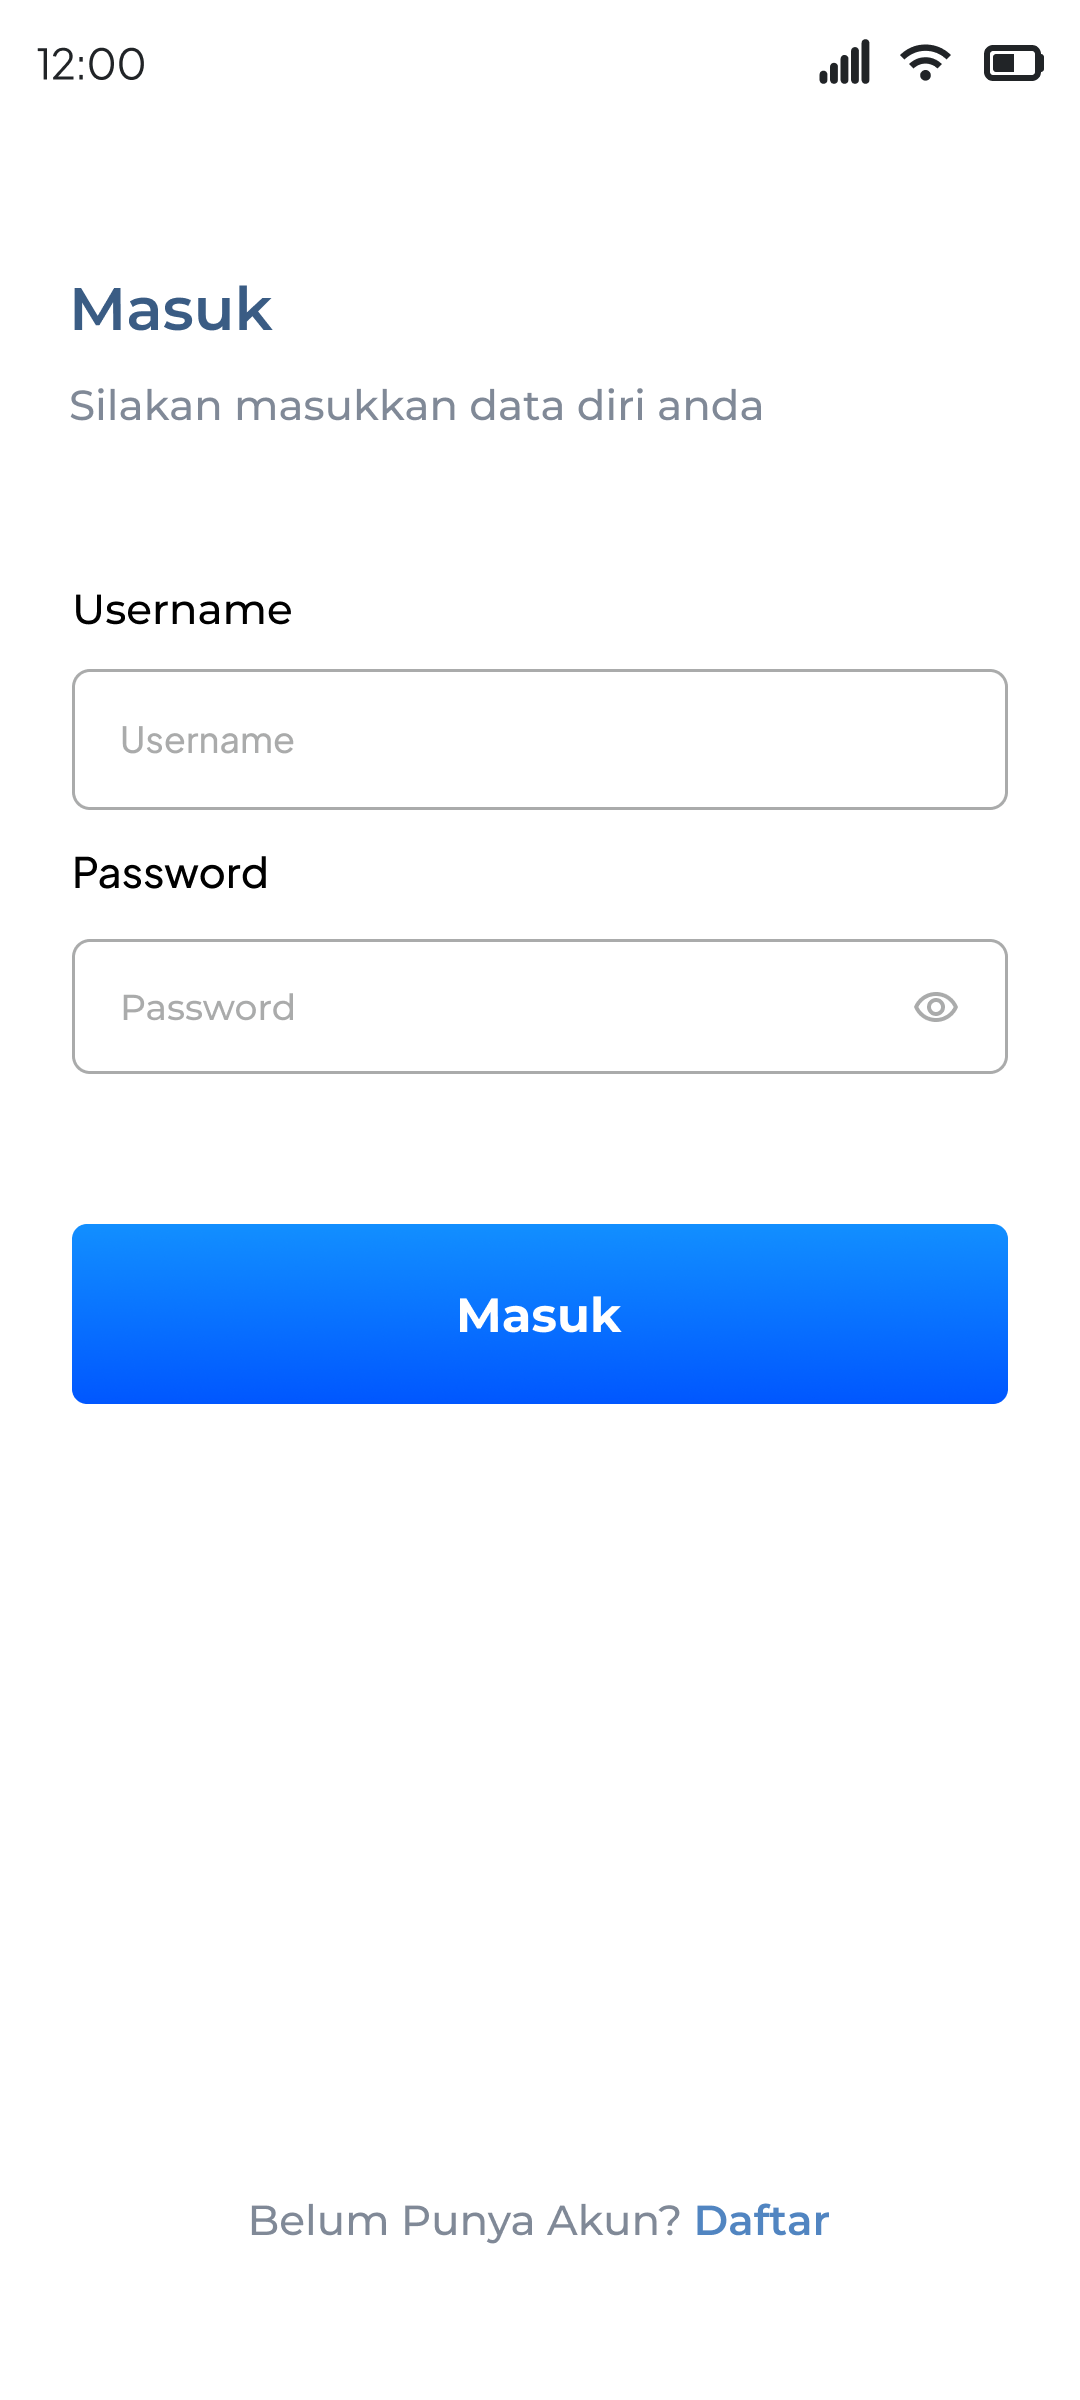 12:00
Masuk
Silakan masukkan data diri anda
Username
Username
Password
Password
Masuk
Belum Punya Akun? Daftar